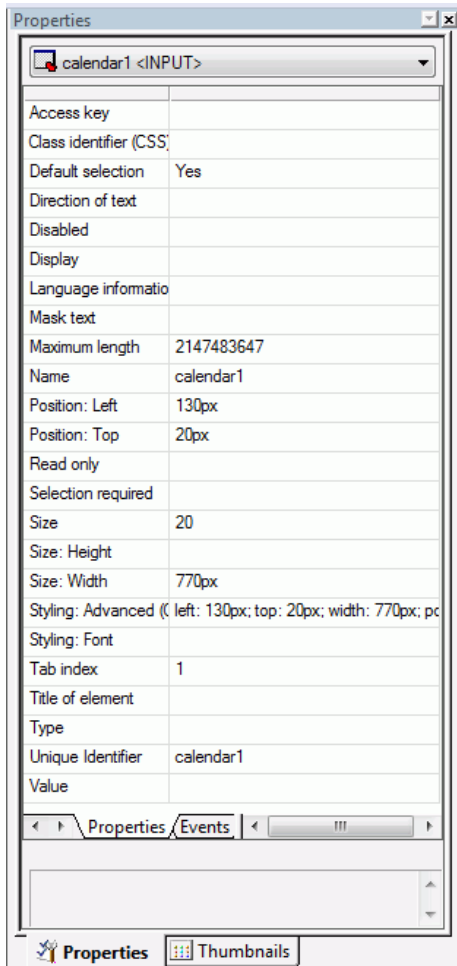 Properties
calendar1 <INPUT>
Access key
Class identifier (CSS)
Default selection Yes
Direction of text
Disabled
Display
Language informatio
Mask text
Maximum length 2147483647
Name calendar1
Position: Left 130px
Position: Top 20px
Read only
Selection required
Size 20
Size: Height
Size: Width 770px
Styling: Advanced (C left: 130px; top: 20px; width: 770px; po
Styling: Font
Tab index 1
Title of element
Type
Unique Identifier calendar1
Value
Properties Events
Properties Thumbnails